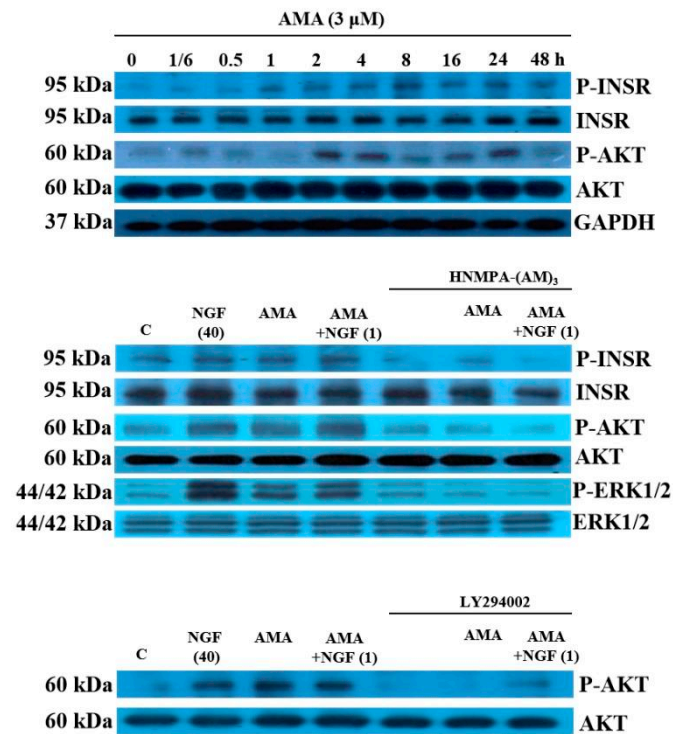 AMA (3 μM)
0 1/6 0.5 1 2 4 8 16 24 48 h
95 kDa P-INSR
95 kDa INSR
60 kDa P-AKT
60 kDa AKT
37 kDa GAPDH
HNMPA-(AM)₃
C NGF (40) AMA AMA +NGF (1) AMA AMA +NGF (1)
95 kDa P-INSR
95 kDa INSR
60 kDa P-AKT
60 kDa AKT
44/42 kDa P-ERK1/2
44/42 kDa ERK1/2
LY294002
C NGF (40) AMA AMA +NGF (1) AMA AMA +NGF (1)
60 kDa P-AKT
60 kDa AKT